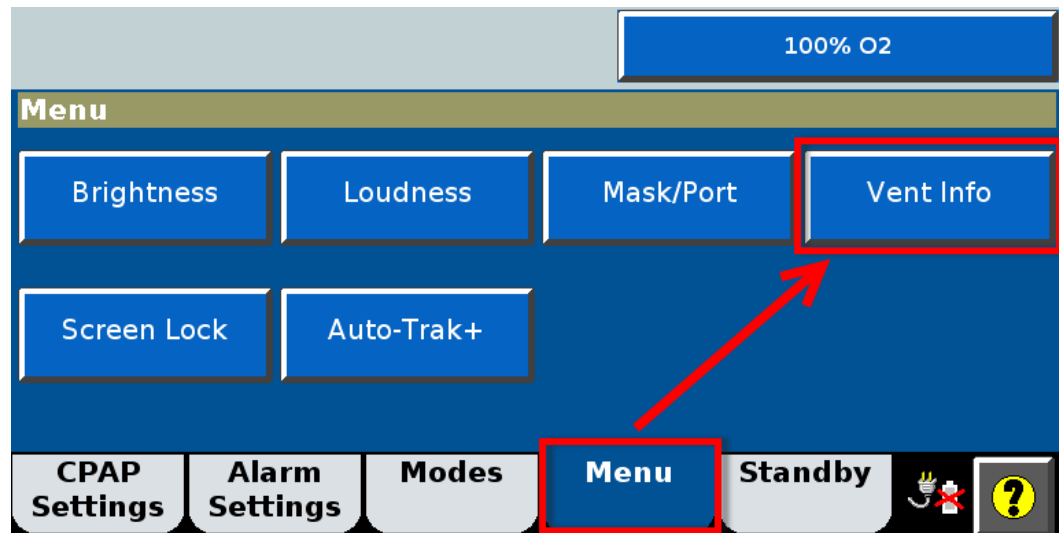 100% O2
Menu
Brightness
Loudness
Mask/Port
Vent Info
Screen Lock
Auto-Trak+
CPAP
Settings
Alarm
Settings
Modes
Menu
Standby
?